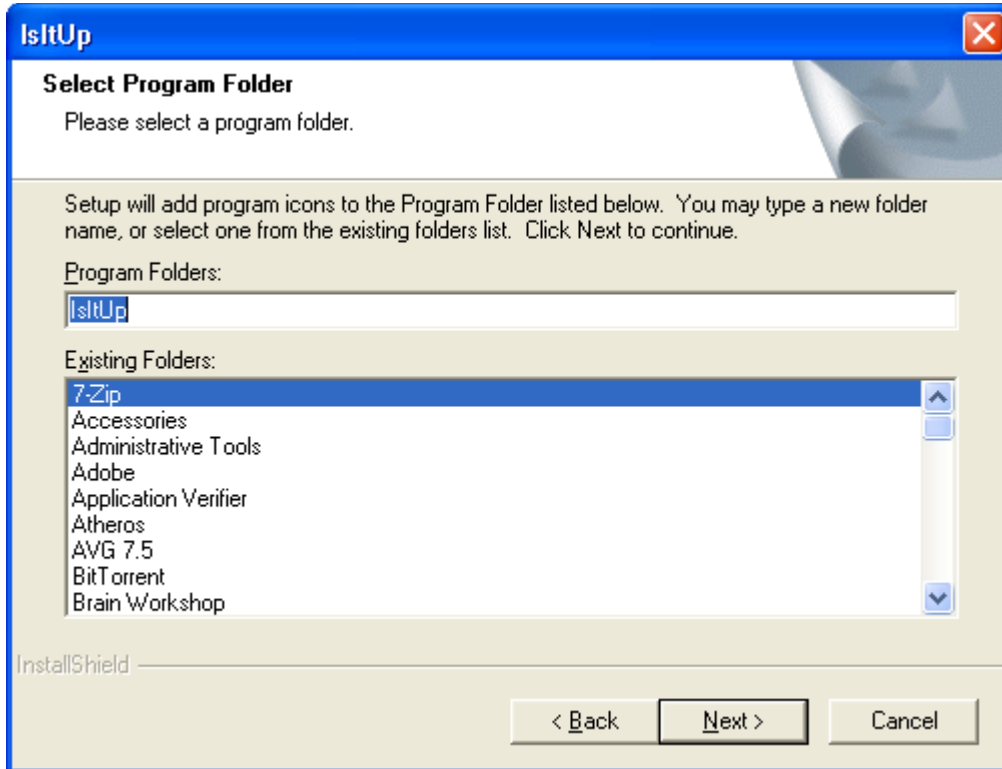 IsItUp
Select Program Folder
Please select a program folder.
Setup will add program icons to the Program Folder listed below.  You may type a new folder
name, or select one from the existing folders list.  Click Next to continue.
Program Folders:
IsItUp
Existing Folders:
7-Zip
Accessories
Administrative Tools
Adobe
Application Verifier
Atheros
AVG 7.5
BitTorrent
Brain Workshop
InstallShield
< Back
Next >
Cancel